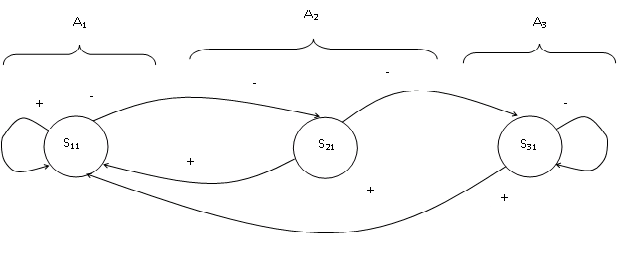 A₁ A₂ A₃
+ - - - -
S₁₁ S₂₁ S₃₁
+ + +